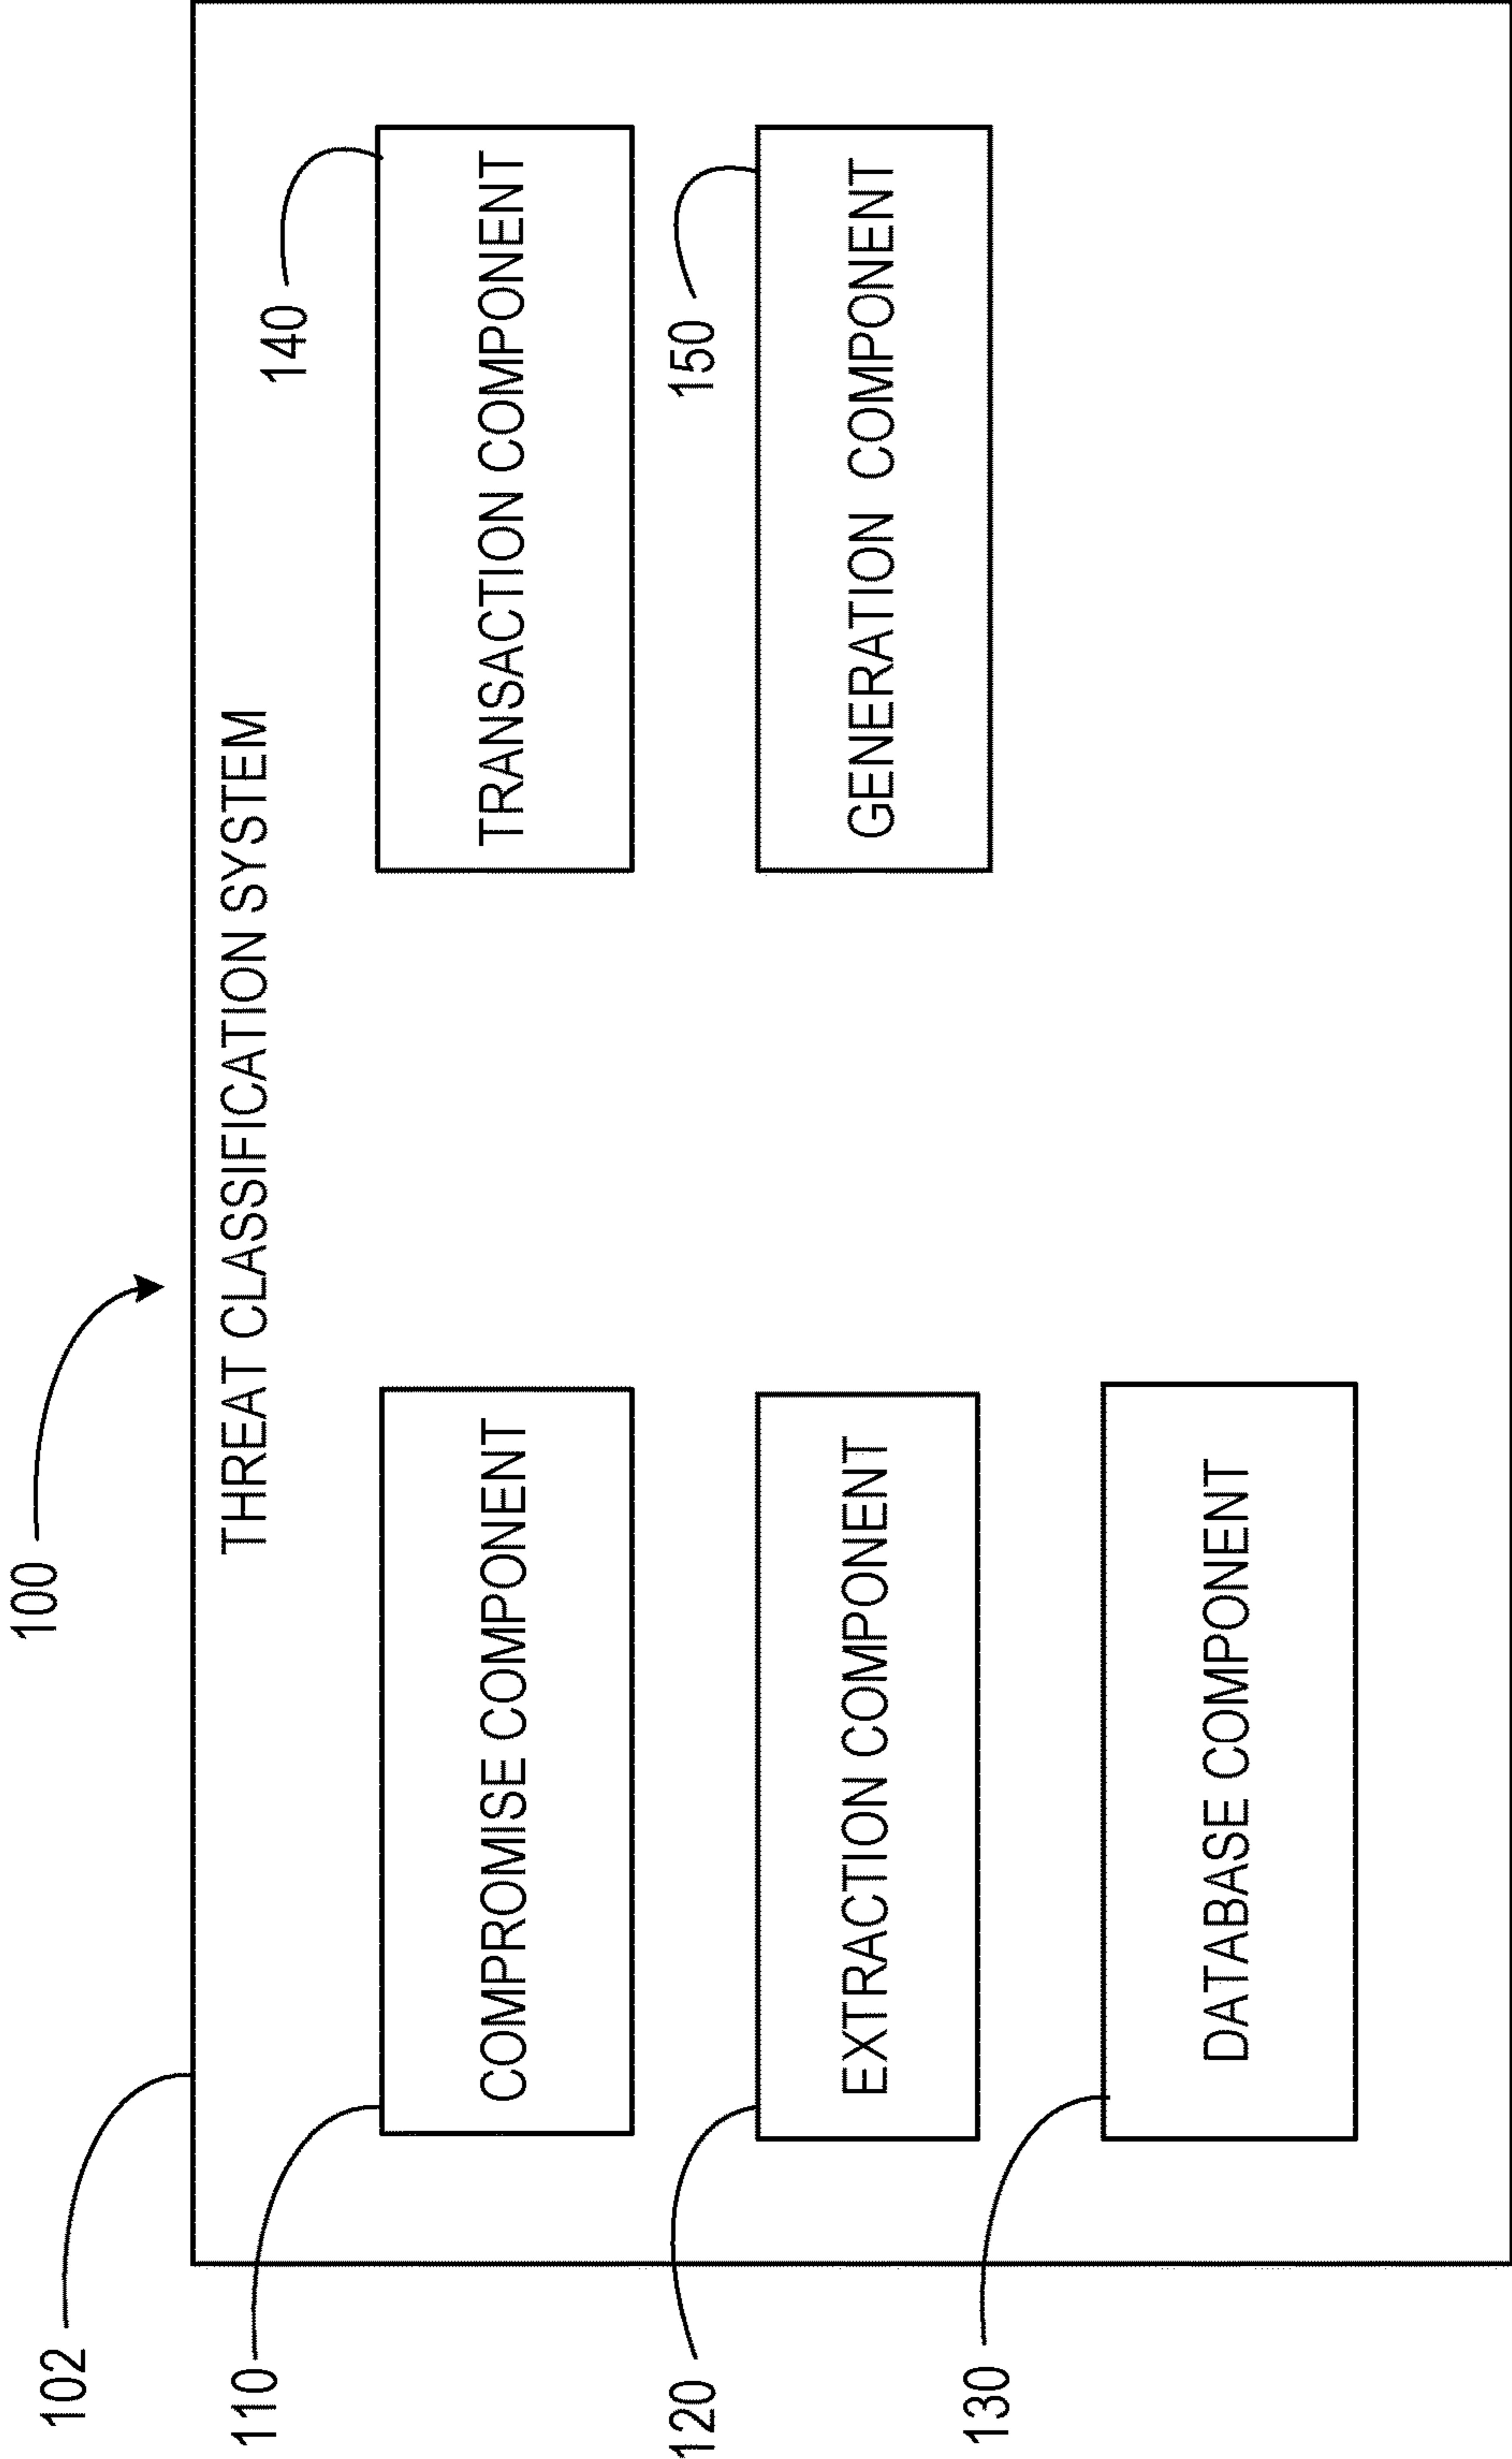 100
102
THREAT CLASSIFICATION SYSTEM
110
COMPROMISE COMPONENT
140
TRANSACTION COMPONENT
120
EXTRACTION COMPONENT
150
GENERATION COMPONENT
130
DATABASE COMPONENT